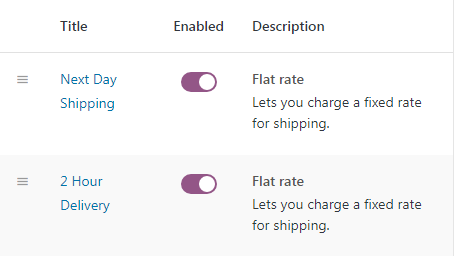 Title Enabled Description
Next Day Shipping
Flat rate
Lets you charge a fixed rate
for shipping.
2 Hour
Delivery
Flat rate
Lets you charge a fixed rate
for shipping.